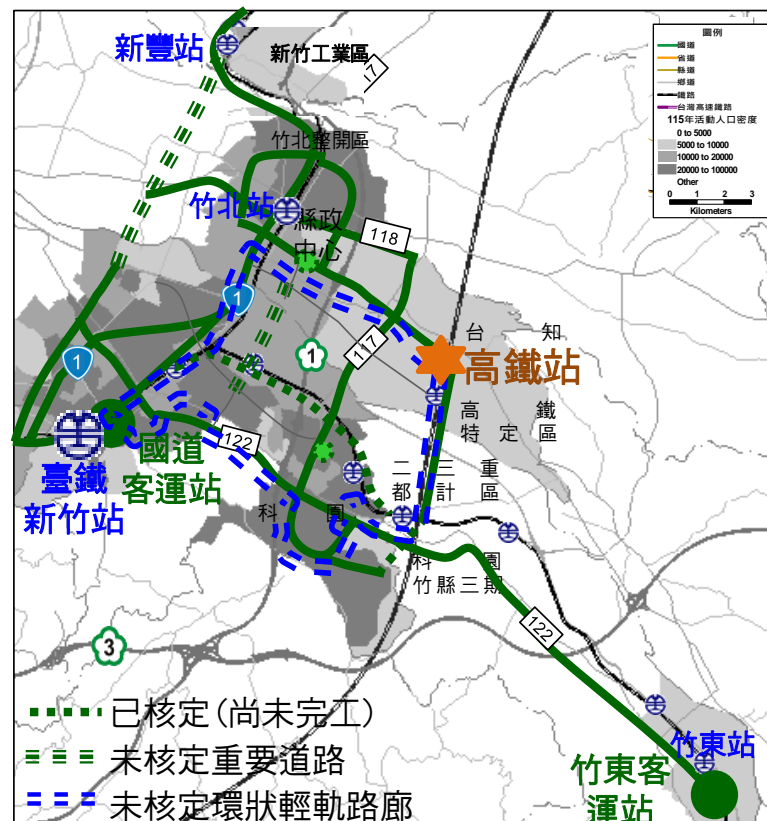 新豐站
新竹工業區
17
圖例
國道
省道
縣道
鄉道
鐵路
台灣高速鐵路
115年活動人口密度
0 to 5000
5000 to 10000
10000 to 20000
20000 to 100000
Other
0 1 2 3
Kilometers
竹北整開區
竹北站
縣政
中心
118
1
1
117
台 知
高鐵站
1
高 鐵
特 定 區
臺鐵
新竹站
國道
客運站
122
二 三 重
都 計 區
科 園
科 園
竹縣三期
122
3
已核定(尚未完工)
未核定重要道路
未核定環狀輕軌路廊
竹東站
竹東客
運站